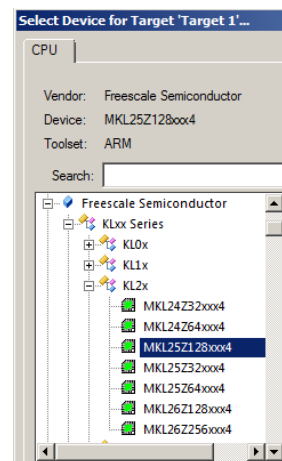 Select Device for Target 'Target 1'...
CPU
Vendor: Freescale Semiconductor
Device: MKL25Z128xxx4
Toolset: ARM
Search:
Freescale Semiconductor
KLxx Series
KL0x
KL1x
KL2x
MKL24Z32xxx4
MKL24Z64xxx4
MKL25Z128xxx4
MKL25Z32xxx4
MKL25Z64xxx4
MKL26Z128xxx4
MKL26Z256xxx4